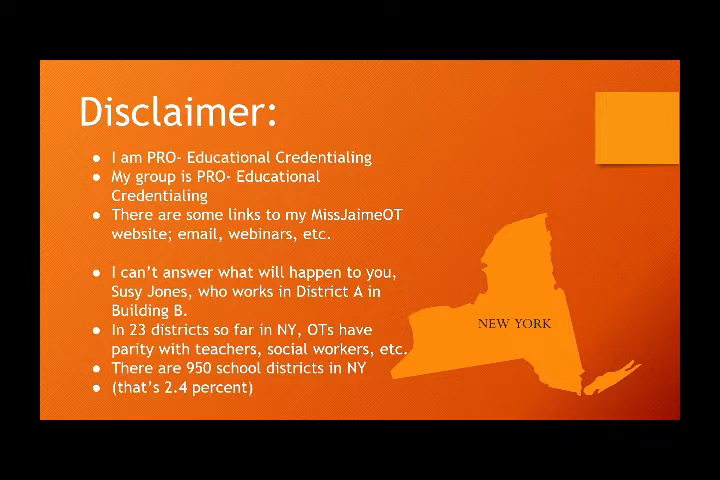 Disclaimer:
● I am PRO- Educational Credentialing
● My group is PRO- Educational
Credentialing
● There are some links to my MissJaimeOT
website; email, webinars, etc.
● I can't answer what will happen to you,
Susy Jones, who works in District A in
Building B.
● In 23 districts so far in NY, OTs have
parity with teachers, social workers, etc.
● There are 950 school districts in NY
● (that's 2.4 percent)
NEW YORK